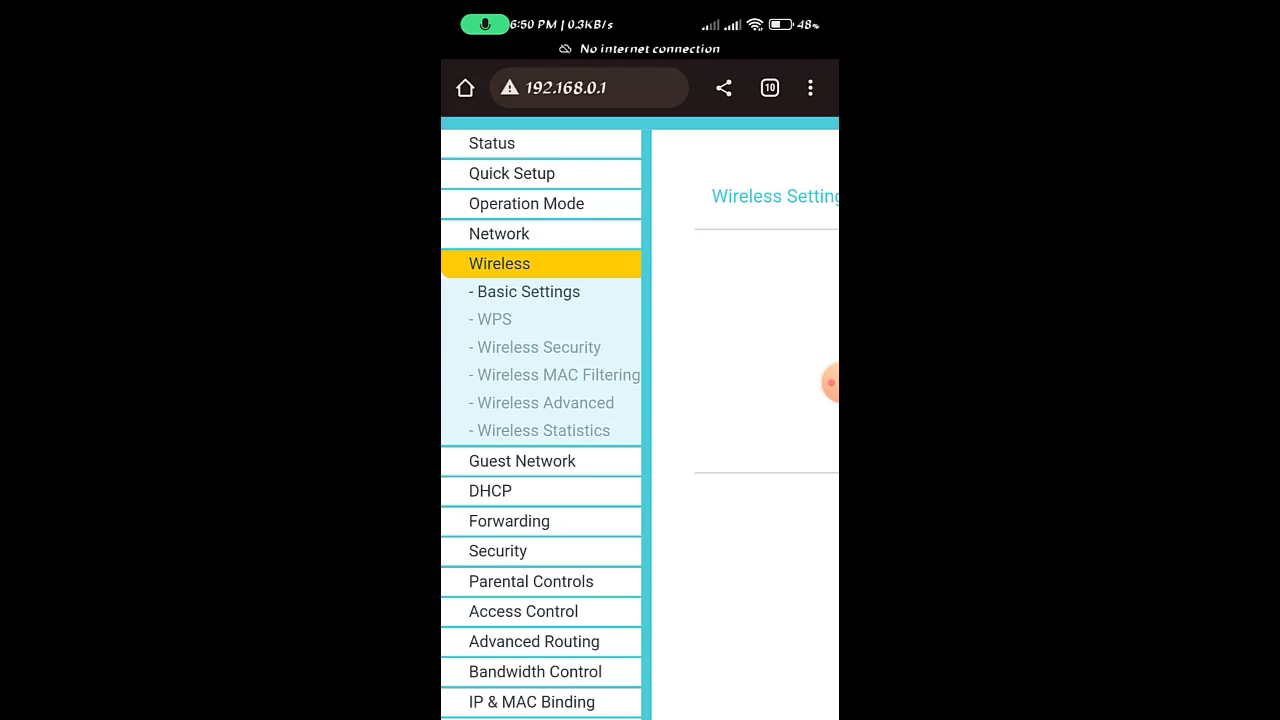 6:50 PM | 0.3KB/s 48%
No internet connection
192.168.0.1 10
Status
Quick Setup
Operation Mode
Network
Wireless
- Basic Settings
- WPS
- Wireless Security
- Wireless MAC Filtering
- Wireless Advanced
- Wireless Statistics
Guest Network
DHCP
Forwarding
Security
Parental Controls
Access Control
Advanced Routing
Bandwidth Control
IP & MAC Binding
Wireless Setting